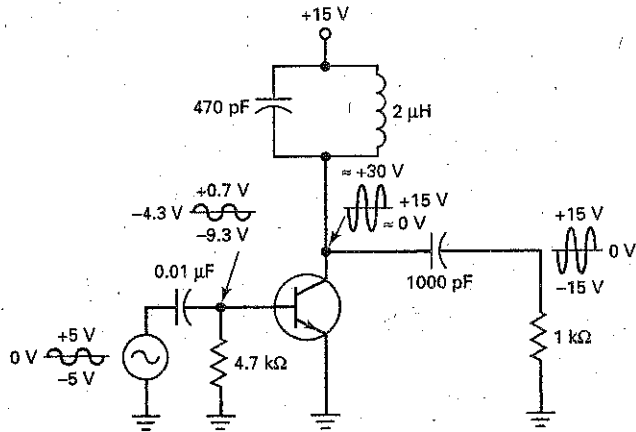 +15 V
470 pF
2 μH
≈ +30 V
+15 V
≈ 0 V
+0.7 V
-4.3 V
-9.3 V
+15 V
0 V
-15 V
0.01 μF
1000 pF
+5 V
0 V
-5 V
4.7 kΩ
1 kΩ